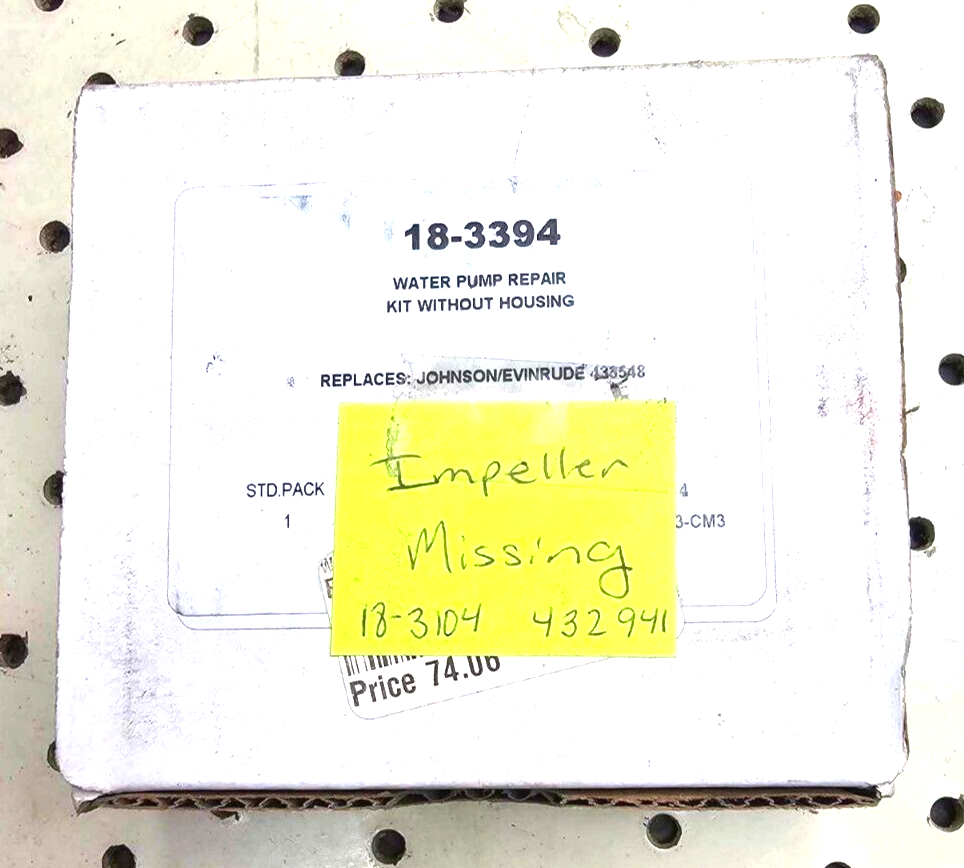 18-3394
WATER PUMP REPAIR
KIT WITHOUT HOUSING
REPLACES: JOHNSON/EVINRUDE 433548
Impeller
STD.PACK 4
1 3-CM3
Missing
18-3104 432941
Price 74.06